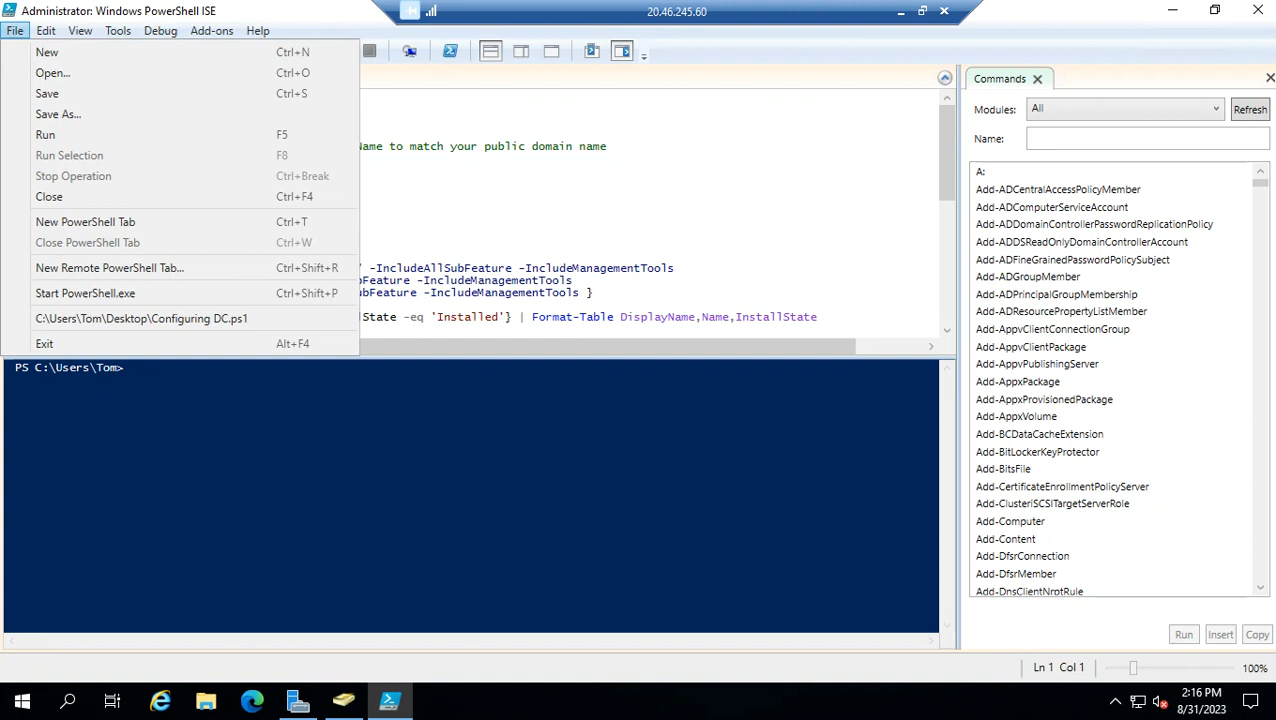 Administrator: Windows PowerShell ISE
20.46.245.60
File Edit View Tools Debug Add-ons Help
New Ctrl+N
Open... Ctrl+O
Save Ctrl+S
Save As...
Run F5
Run Selection F8
Stop Operation Ctrl+Break
Close Ctrl+F4
New PowerShell Tab Ctrl+T
Close PowerShell Tab Ctrl+W
New Remote PowerShell Tab... Ctrl+Shift+R
Start PowerShell.exe Ctrl+Shift+P
C:\Users\Tom\Desktop\Configuring DC.ps1
Exit Alt+F4
Name to match your public domain name
-IncludeAllSubFeature -IncludeManagementTools
Feature -IncludeManagementTools
bFeature -IncludeManagementTools }
State -eq 'Installed'} | Format-Table DisplayName,Name,InstallState
PS C:\Users\Tom>
Commands
Modules: All Refresh
Name:
A:
Add-ADCentralAccessPolicyMember
Add-ADComputerServiceAccount
Add-ADDomainControllerPasswordReplicationPolicy
Add-ADDSReadOnlyDomainControllerAccount
Add-ADFineGrainedPasswordPolicySubject
Add-ADGroupMember
Add-ADPrincipalGroupMembership
Add-ADResourcePropertyListMember
Add-AppvClientConnectionGroup
Add-AppvClientPackage
Add-AppvPublishingServer
Add-AppxPackage
Add-AppxProvisionedPackage
Add-AppxVolume
Add-BCDataCacheExtension
Add-BitLockerKeyProtector
Add-BitsFile
Add-CertificateEnrollmentPolicyServer
Add-ClusteriSCSITargetServerRole
Add-Computer
Add-Content
Add-DfsrConnection
Add-DfsrMember
Add-DnsClientNrptRule
Run Insert Copy
Ln 1 Col 1 100%
2:16 PM
8/31/2023